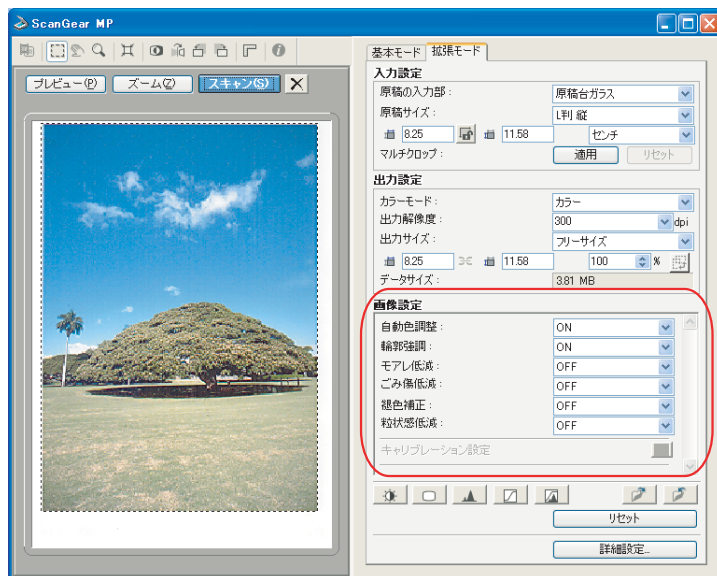 ScanGear MP
プレビュー(P) ズーム(Z) スキャン(S)
基本モード 拡張モード
入力設定
原稿の入力部： 原稿台ガラス
原稿サイズ： L判 縦
8.25 11.58 センチ
マルチクロップ： 適用 リセット
出力設定
カラーモード： カラー
出力解像度： 300 dpi
出力サイズ： フリーサイズ
8.25 11.58 100 %
データサイズ： 3.81 MB
画像設定
自動色調整： ON
輪郭強調： ON
モアレ低減： OFF
ごみ傷低減： OFF
褪色補正： OFF
粒状感低減： OFF
キャリブレーション設定
リセット
詳細設定...